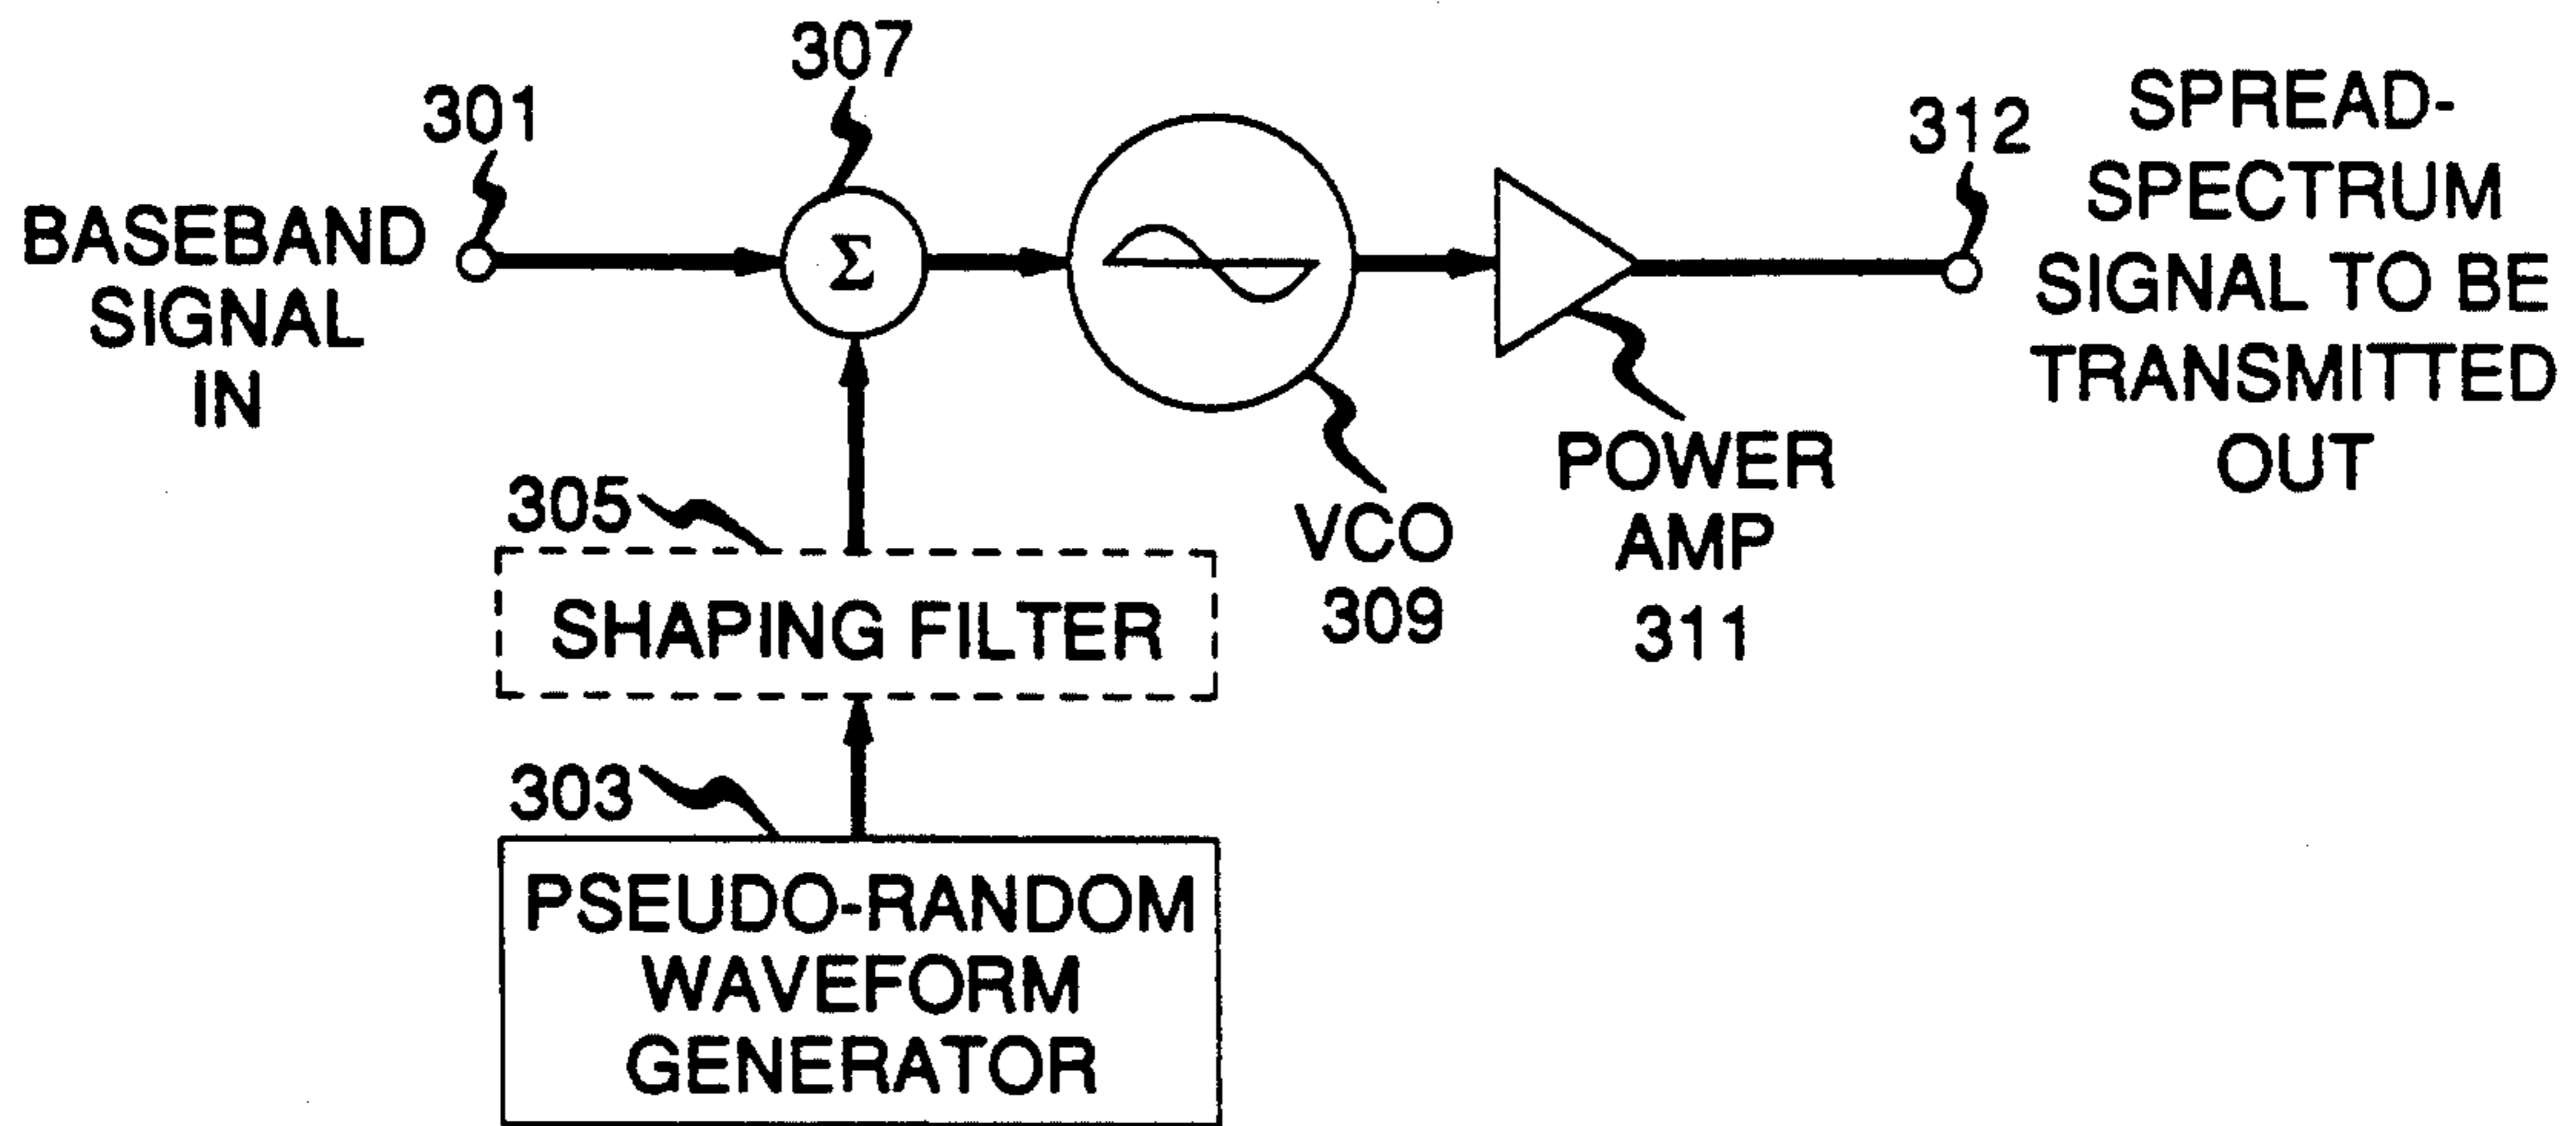 307
301
312
SPREAD-
SPECTRUM
SIGNAL TO BE
TRANSMITTED
OUT
BASEBAND
SIGNAL
IN
Σ
305
VCO
309
POWER
AMP
311
SHAPING FILTER
303
PSEUDO-RANDOM
WAVEFORM
GENERATOR